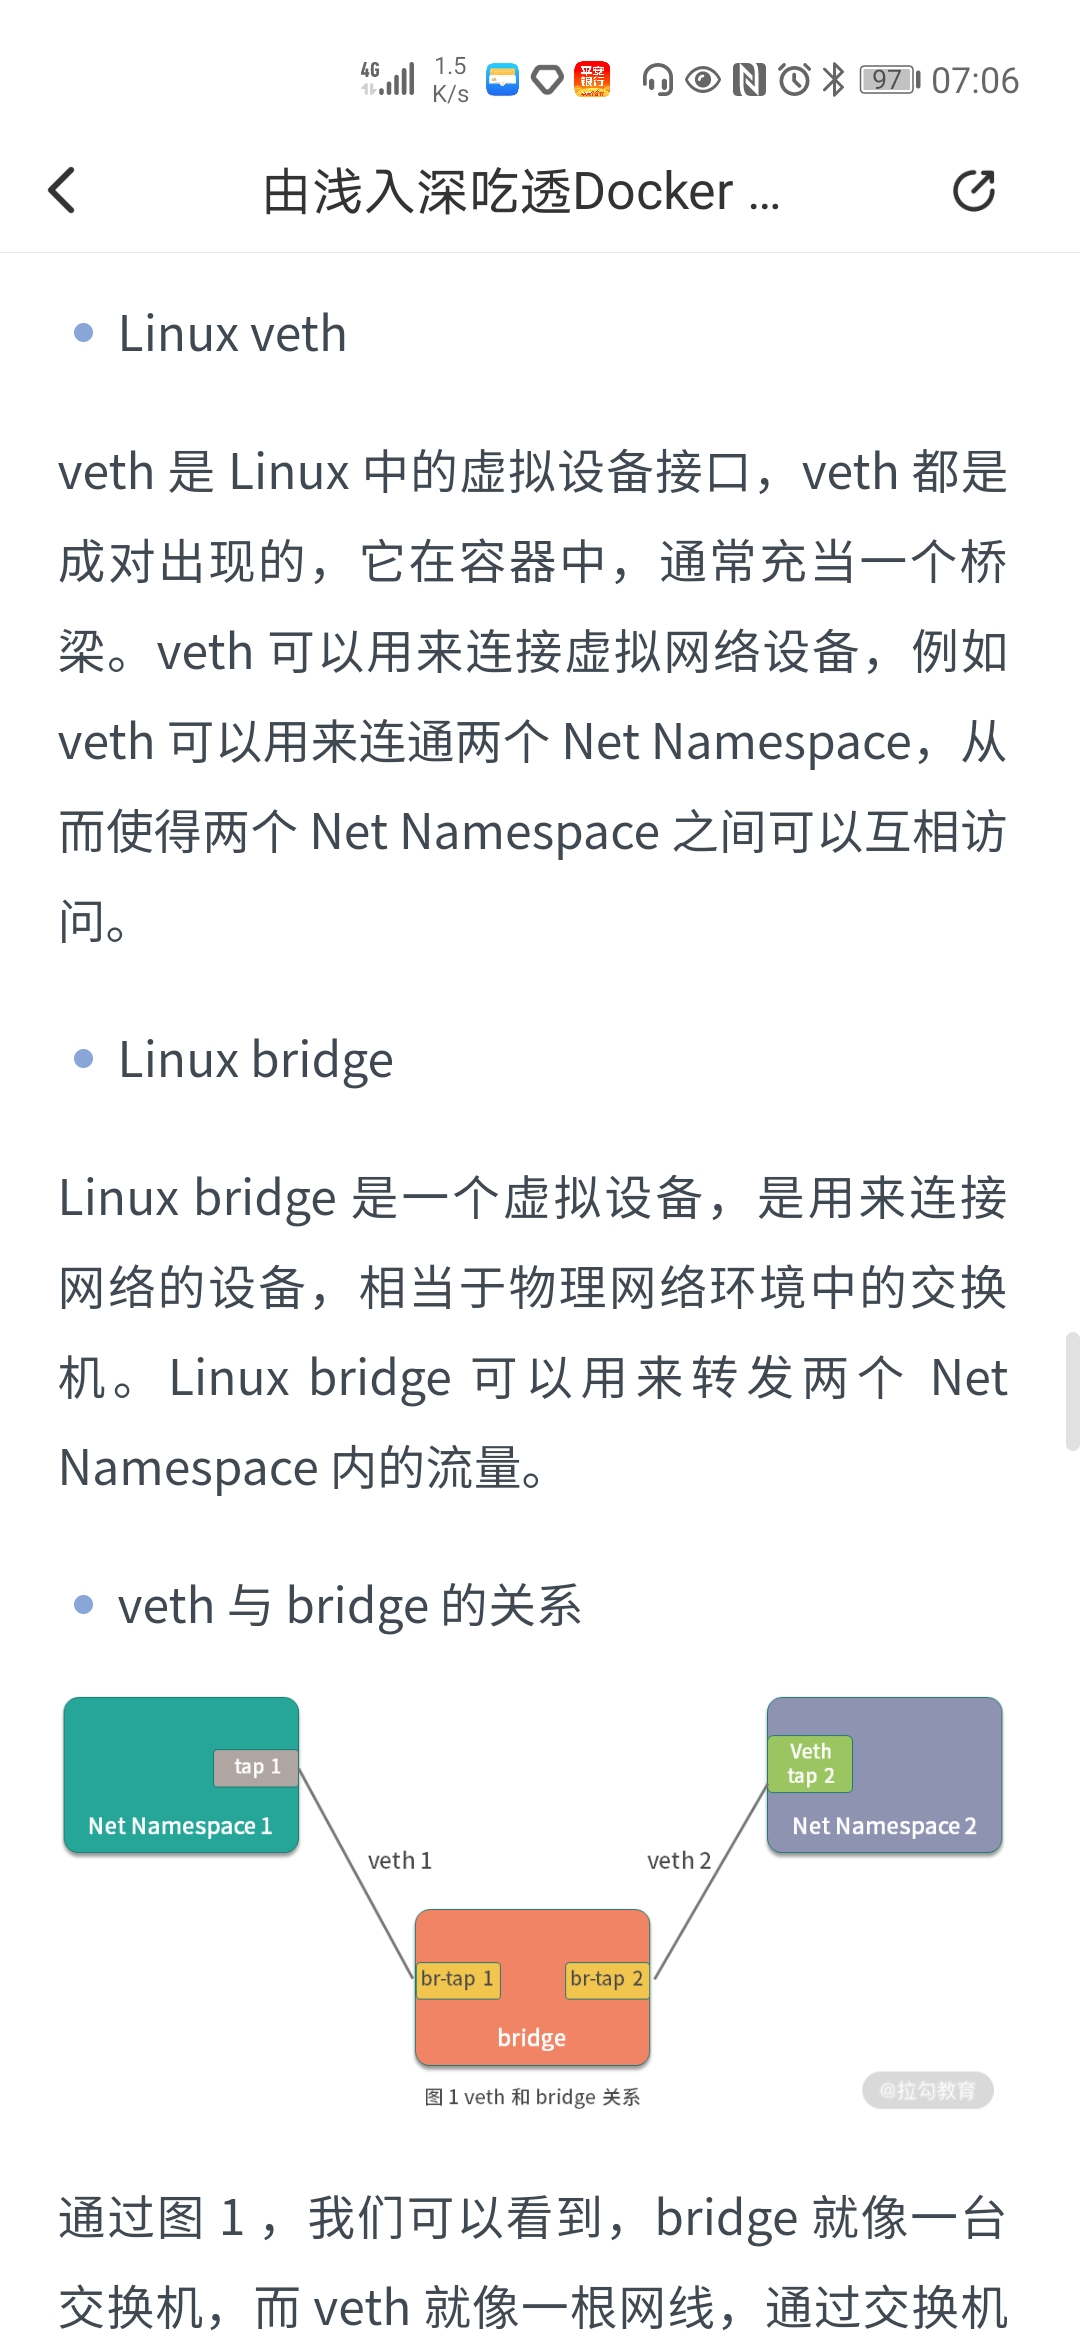 4G
1.5
K/s
平安
银行
97
07:06
由浅入深吃透Docker ...
Linux veth
veth 是 Linux 中的虚拟设备接口，veth 都是
成对出现的，它在容器中，通常充当一个桥
梁。veth 可以用来连接虚拟网络设备，例如
veth 可以用来连通两个 Net Namespace，从
而使得两个 Net Namespace 之间可以互相访
问。
Linux bridge
Linux bridge 是一个虚拟设备，是用来连接
网络的设备，相当于物理网络环境中的交换
机。Linux bridge 可以用来转发两个 Net
Namespace 内的流量。
veth 与 bridge 的关系
tap 1
Net Namespace 1
Veth
tap 2
Net Namespace 2
veth 1
veth 2
br-tap 1
br-tap 2
bridge
图 1 veth 和 bridge 关系
@拉勾教育
通过图 1 ，我们可以看到，bridge 就像一台
交换机，而 veth 就像一根网线，通过交换机